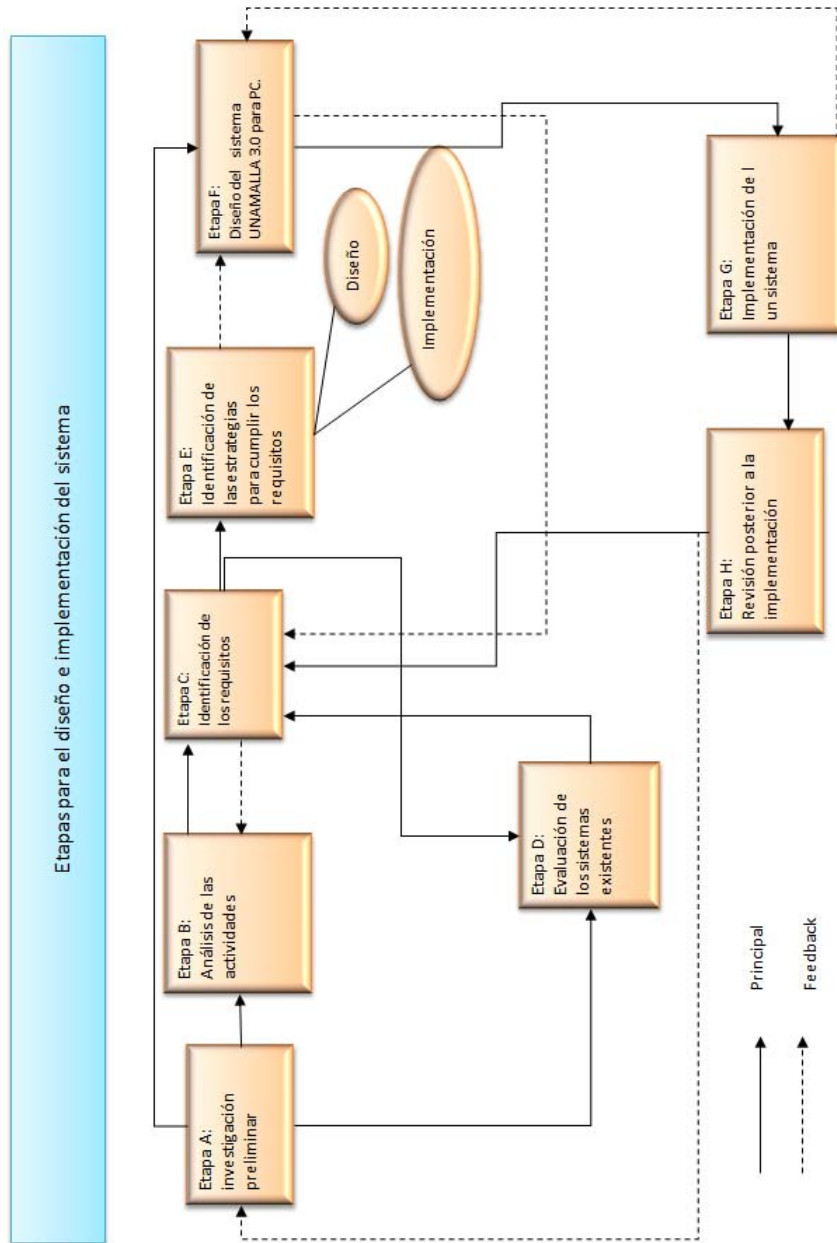 Etapas para el diseño e implementación del sistema
Etapa A:
investigación
preliminar
Etapa B:
Análisis de las
actividades
Etapa C:
Identificación de
los requisitos
Etapa E:
Identificación de
las estrategias
para cumplir los
requisitos
Etapa F:
Diseño del sistema
UNAMALLA 3.0 para PC.
Diseño
Implementación
Etapa D:
Evaluación de
los sistemas
existentes
Etapa H:
Revisión posterior a la
implementación
Etapa G:
Implementación de l
un sistema
Principal
Feedback